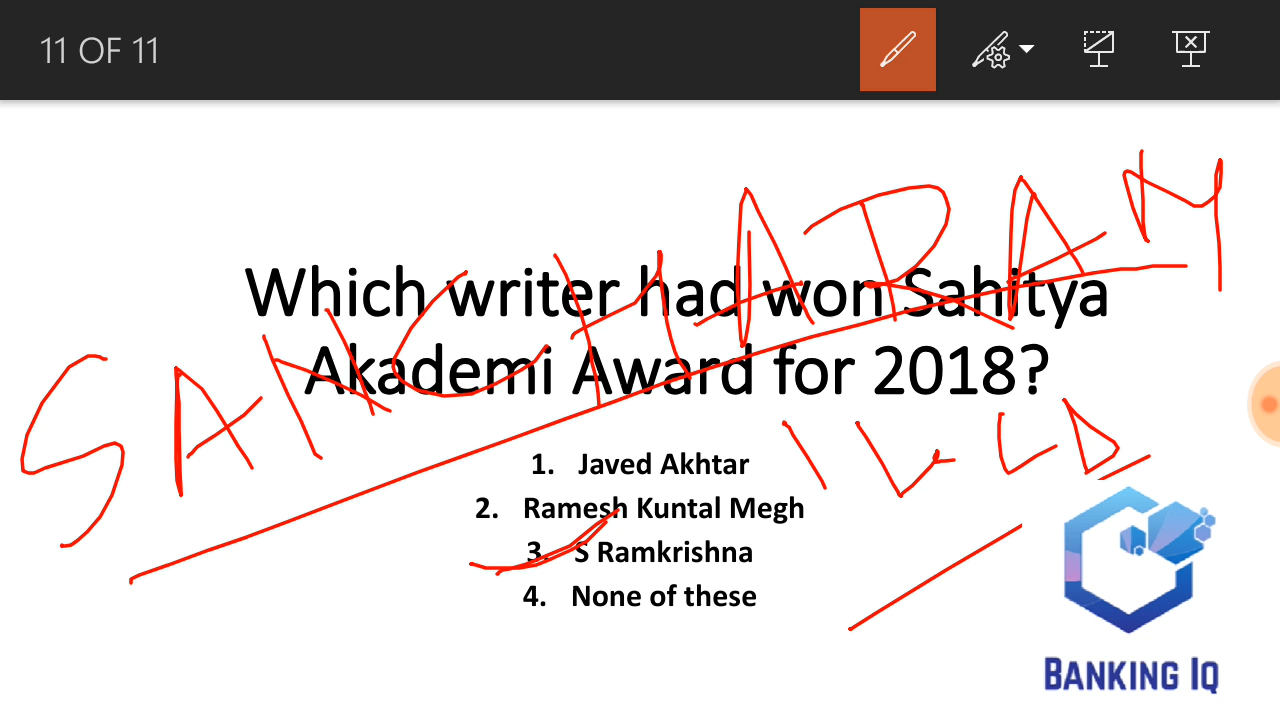 11 OF 11
SANCHARAM
Which writer had won Sahitya
Akademi Award for 2018?
1. Javed Akhtar
2. Ramesh Kuntal Megh
3. S Ramkrishna
4. None of these
BANKING IQ